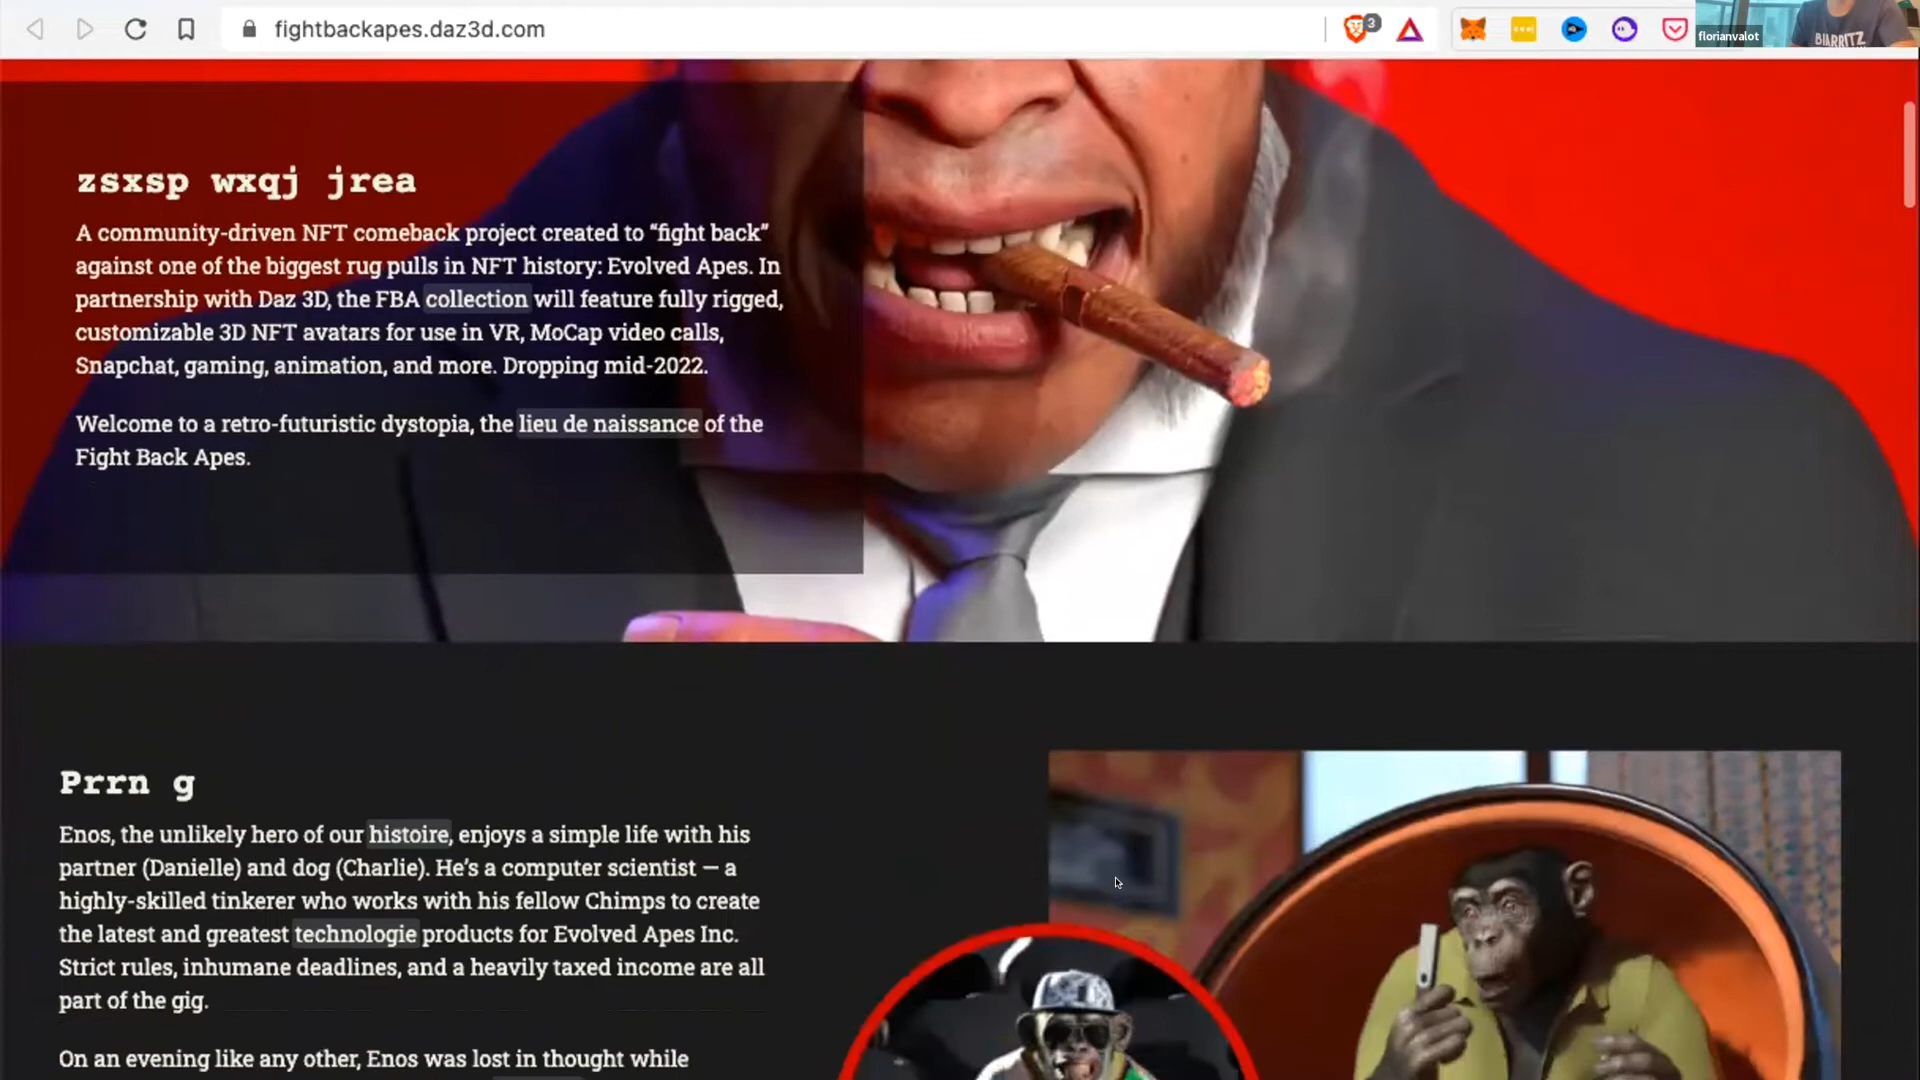 fightbackapes.daz3d.com
3
florianvalot
BIARRITZ
zsxsp wxqj jrea
A community-driven NFT comeback project created to “fight back”
against one of the biggest rug pulls in NFT history: Evolved Apes. In
partnership with Daz 3D, the FBA collection will feature fully rigged,
customizable 3D NFT avatars for use in VR, MoCap video calls,
Snapchat, gaming, animation, and more. Dropping mid-2022.
Welcome to a retro-futuristic dystopia, the lieu de naissance of the
Fight Back Apes.
Prrn g
Enos, the unlikely hero of our histoire, enjoys a simple life with his
partner (Danielle) and dog (Charlie). He’s a computer scientist — a
highly-skilled tinkerer who works with his fellow Chimps to create
the latest and greatest technologie products for Evolved Apes Inc.
Strict rules, inhumane deadlines, and a heavily taxed income are all
part of the gig.
On an evening like any other, Enos was lost in thought while